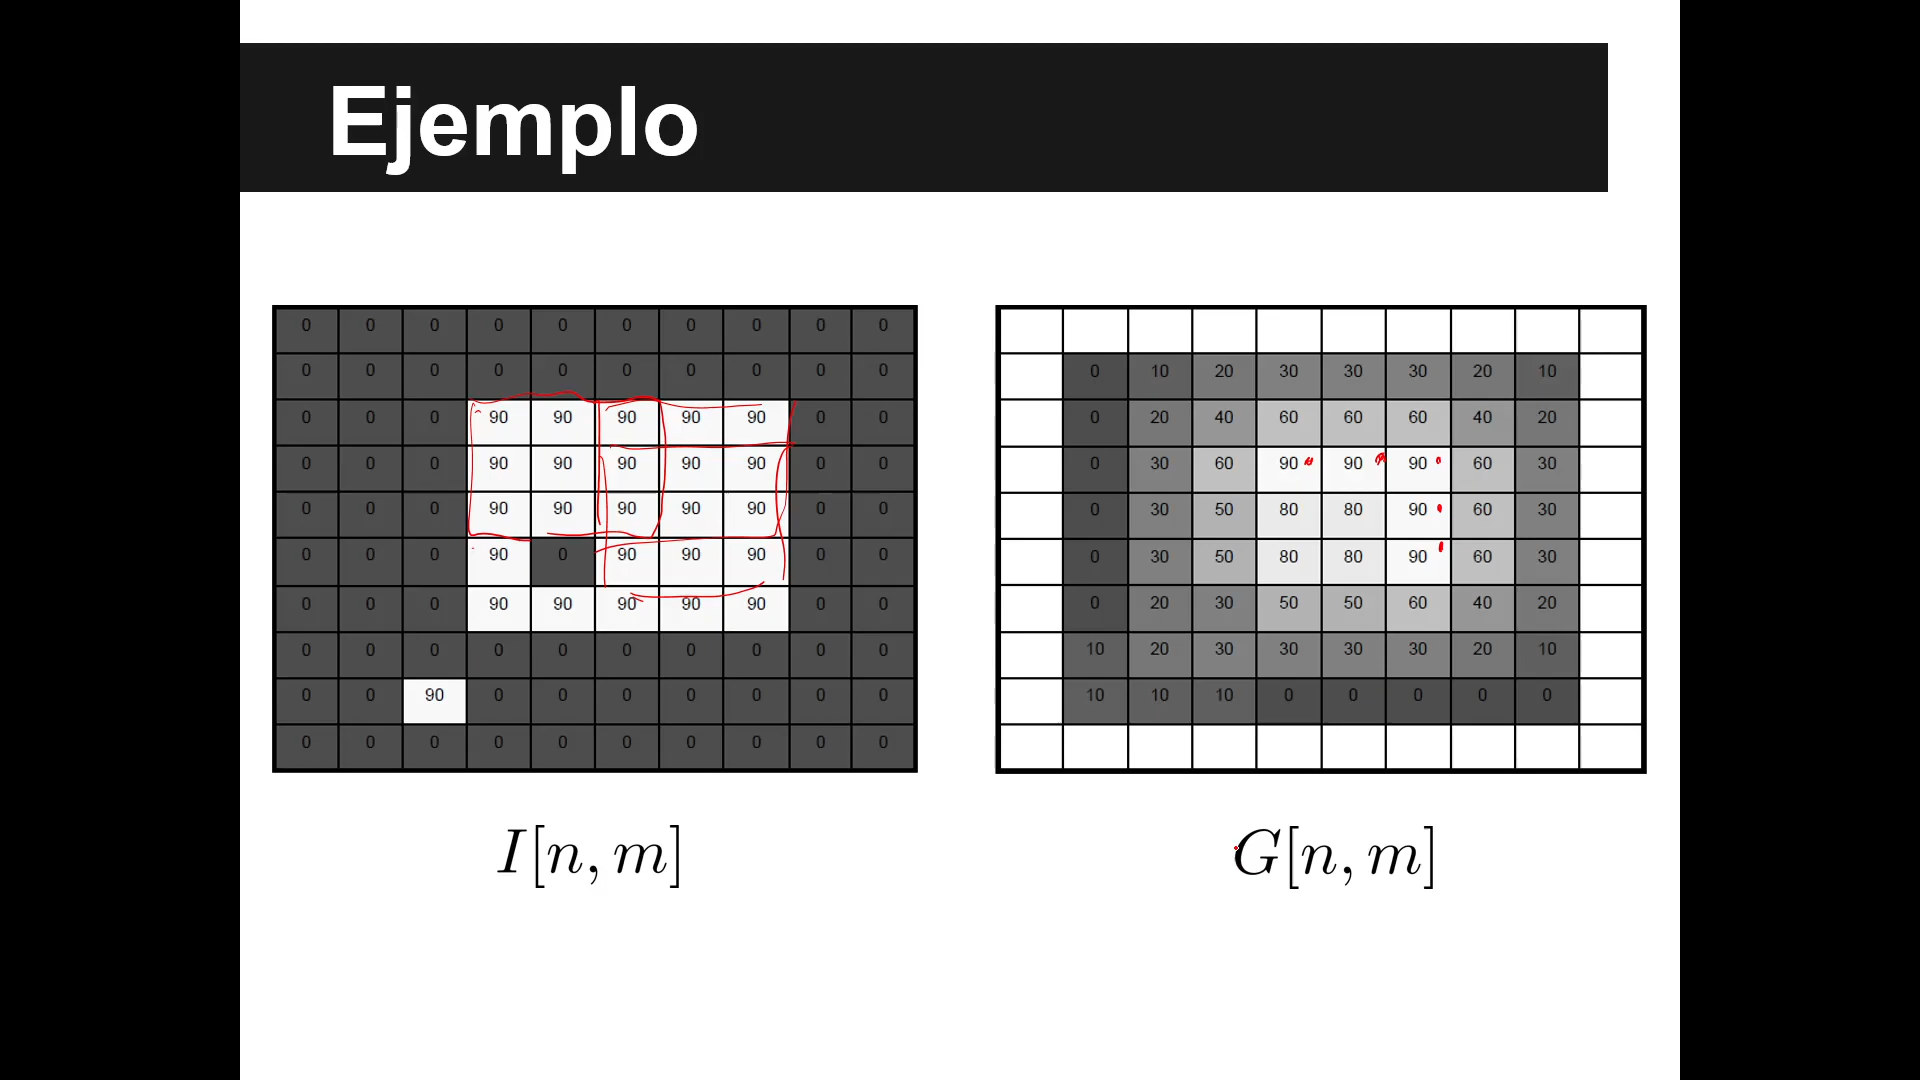 Ejemplo
0 0 0 0 0 0 0 0 0 0
0 0 0 0 0 0 0 0 0 0
0 0 0 90 90 90 90 90 0 0
0 0 0 90 90 90 90 90 0 0
0 0 0 90 90 90 90 90 0 0
0 0 0 90 0 90 90 90 0 0
0 0 0 90 90 90 90 90 0 0
0 0 0 0 0 0 0 0 0 0
0 0 90 0 0 0 0 0 0 0
0 0 0 0 0 0 0 0 0 0
I[n, m]
0 10 20 30 30 30 20 10
0 20 40 60 60 60 40 20
0 30 60 90 90 90 60 30
0 30 50 80 80 90 60 30
0 30 50 80 80 90 60 30
0 20 30 50 50 60 40 20
10 20 30 30 30 30 20 10
10 10 10 0 0 0 0 0
G[n, m]